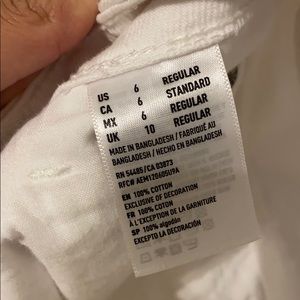 US 6 REGULAR
CA 6 STANDARD
MX 6 REGULAR
UK 10 REGULAR
MADE IN BANGLADESH / FABRIQUÉ AU
BANGLADESH / HECHO EN BANGLADESH
RN 54485/CA 03873
RFC# AEM120405U9A
EN 100% COTTON
EXCLUSIVE OF DECORATION
FR 100% COTON
À L'EXCEPTION DE LA GARNITURE
SP 100% algodón
EXCEPTO LA DECORACIÓN